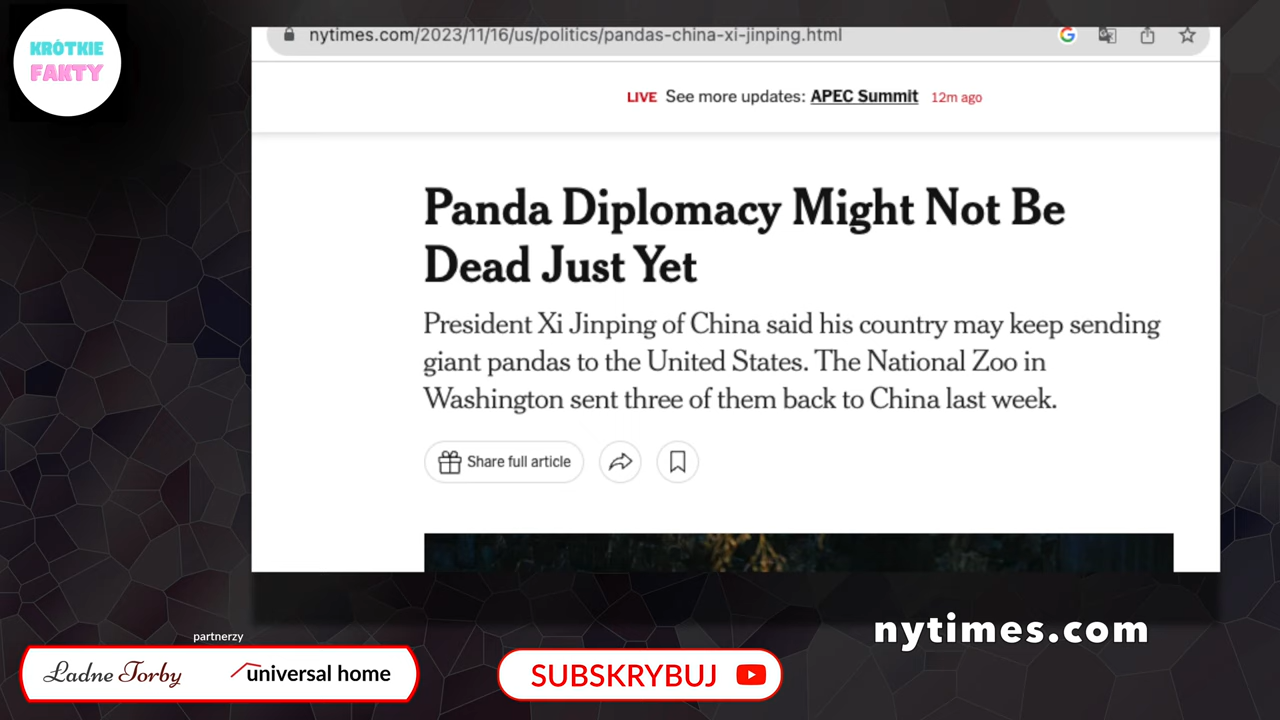 KRÓTKIE
FAKTY
nytimes.com/2023/11/16/us/politics/pandas-china-xi-jinping.html
LIVE See more updates: APEC Summit 12m ago
Panda Diplomacy Might Not Be
Dead Just Yet
President Xi Jinping of China said his country may keep sending
giant pandas to the United States. The National Zoo in
Washington sent three of them back to China last week.
Share full article
nytimes.com
partnerzy
Ładne Torby universal home
SUBSKRYBUJ